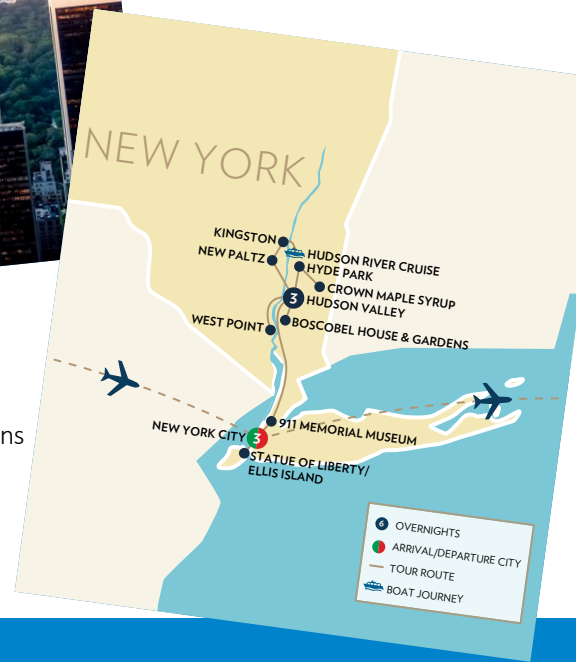 NEW YORK
KINGSTON
HUDSON RIVER CRUISE
NEW PALTZ
HYDE PARK
CROWN MAPLE SYRUP
3
HUDSON VALLEY
WEST POINT
BOSCOBEL HOUSE & GARDENS
911 MEMORIAL MUSEUM
NEW YORK CITY
3
STATUE OF LIBERTY/
ELLIS ISLAND
ns
6 OVERNIGHTS
ARRIVAL/DEPARTURE CITY
TOUR ROUTE
BOAT JOURNEY